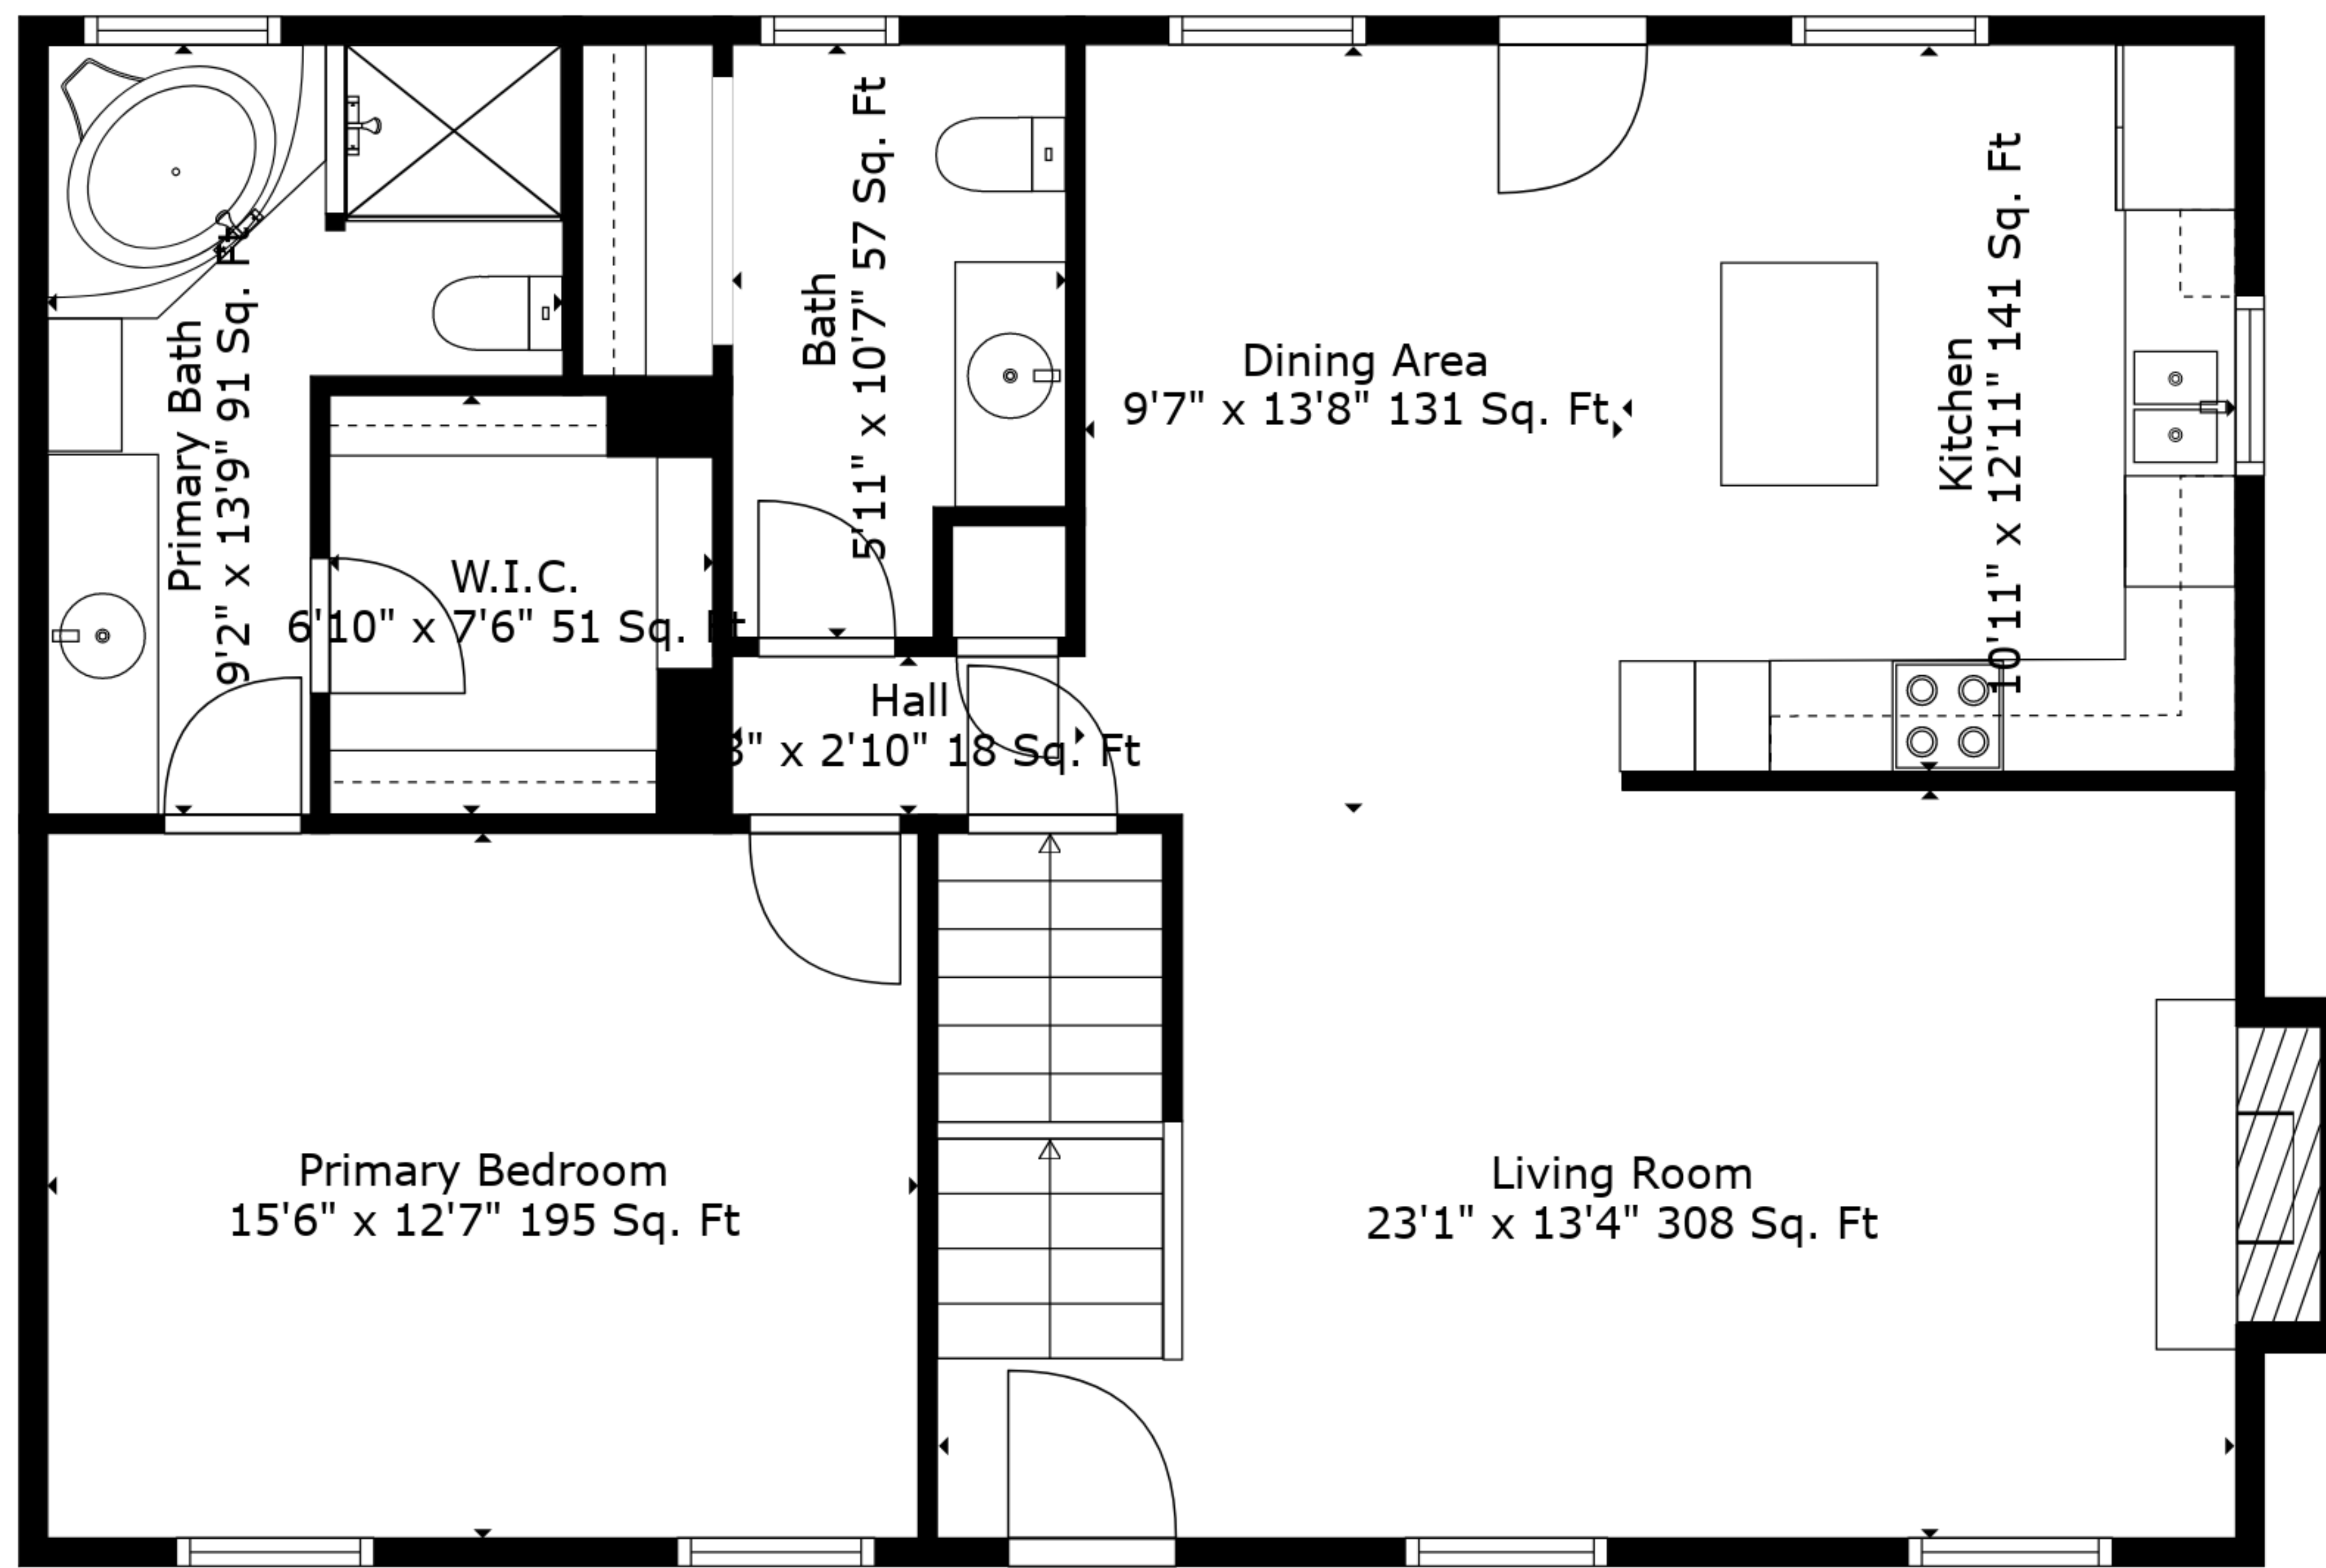 Primary Bath
9'2" x 13'9" 91 Sq. Ft
Bath
5'11" x 10'7" 57 Sq. Ft
Dining Area
9'7" x 13'8" 131 Sq. Ft
Kitchen
10'11" x 12'11" 141 Sq. Ft
W.I.C.
6'10" x 7'6" 51 Sq. Ft
Hall
x 2'10" 18 Sq. Ft
Primary Bedroom
15'6" x 12'7" 195 Sq. Ft
Living Room
23'1" x 13'4" 308 Sq. Ft